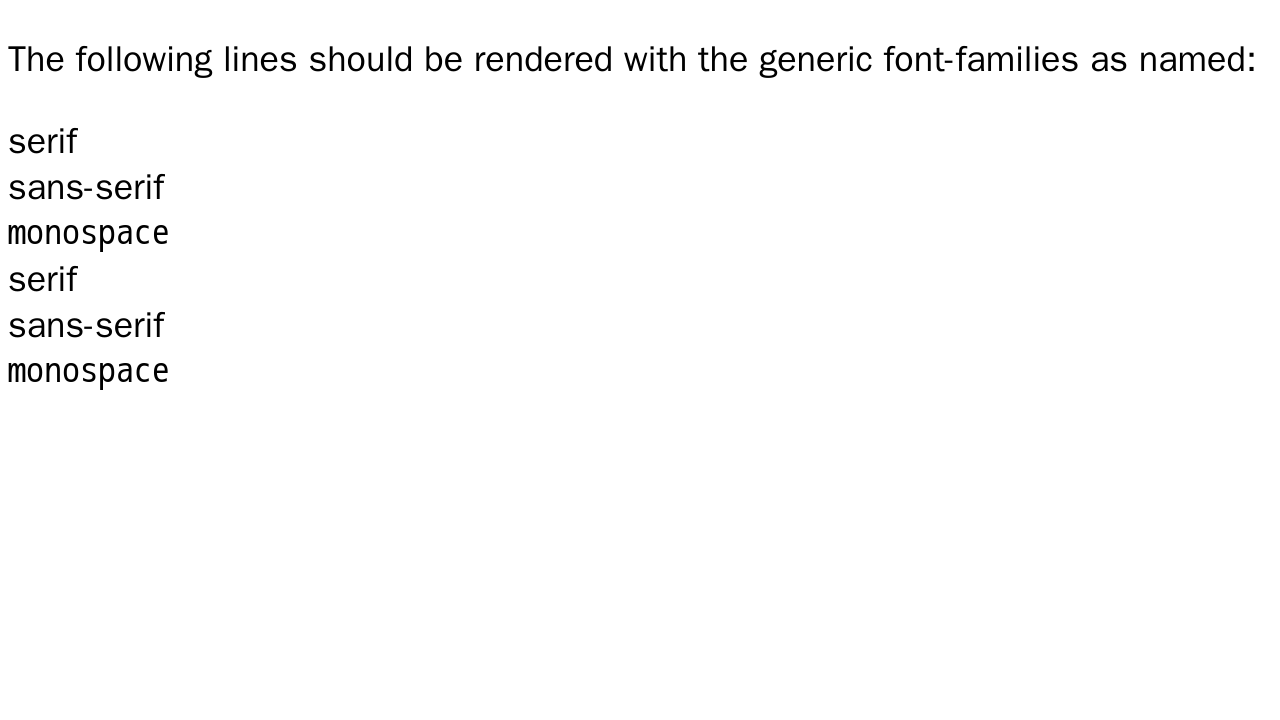 The following lines should be rendered with the generic font-families as named:
serif
sans-serif
monospace
serif
sans-serif
monospace